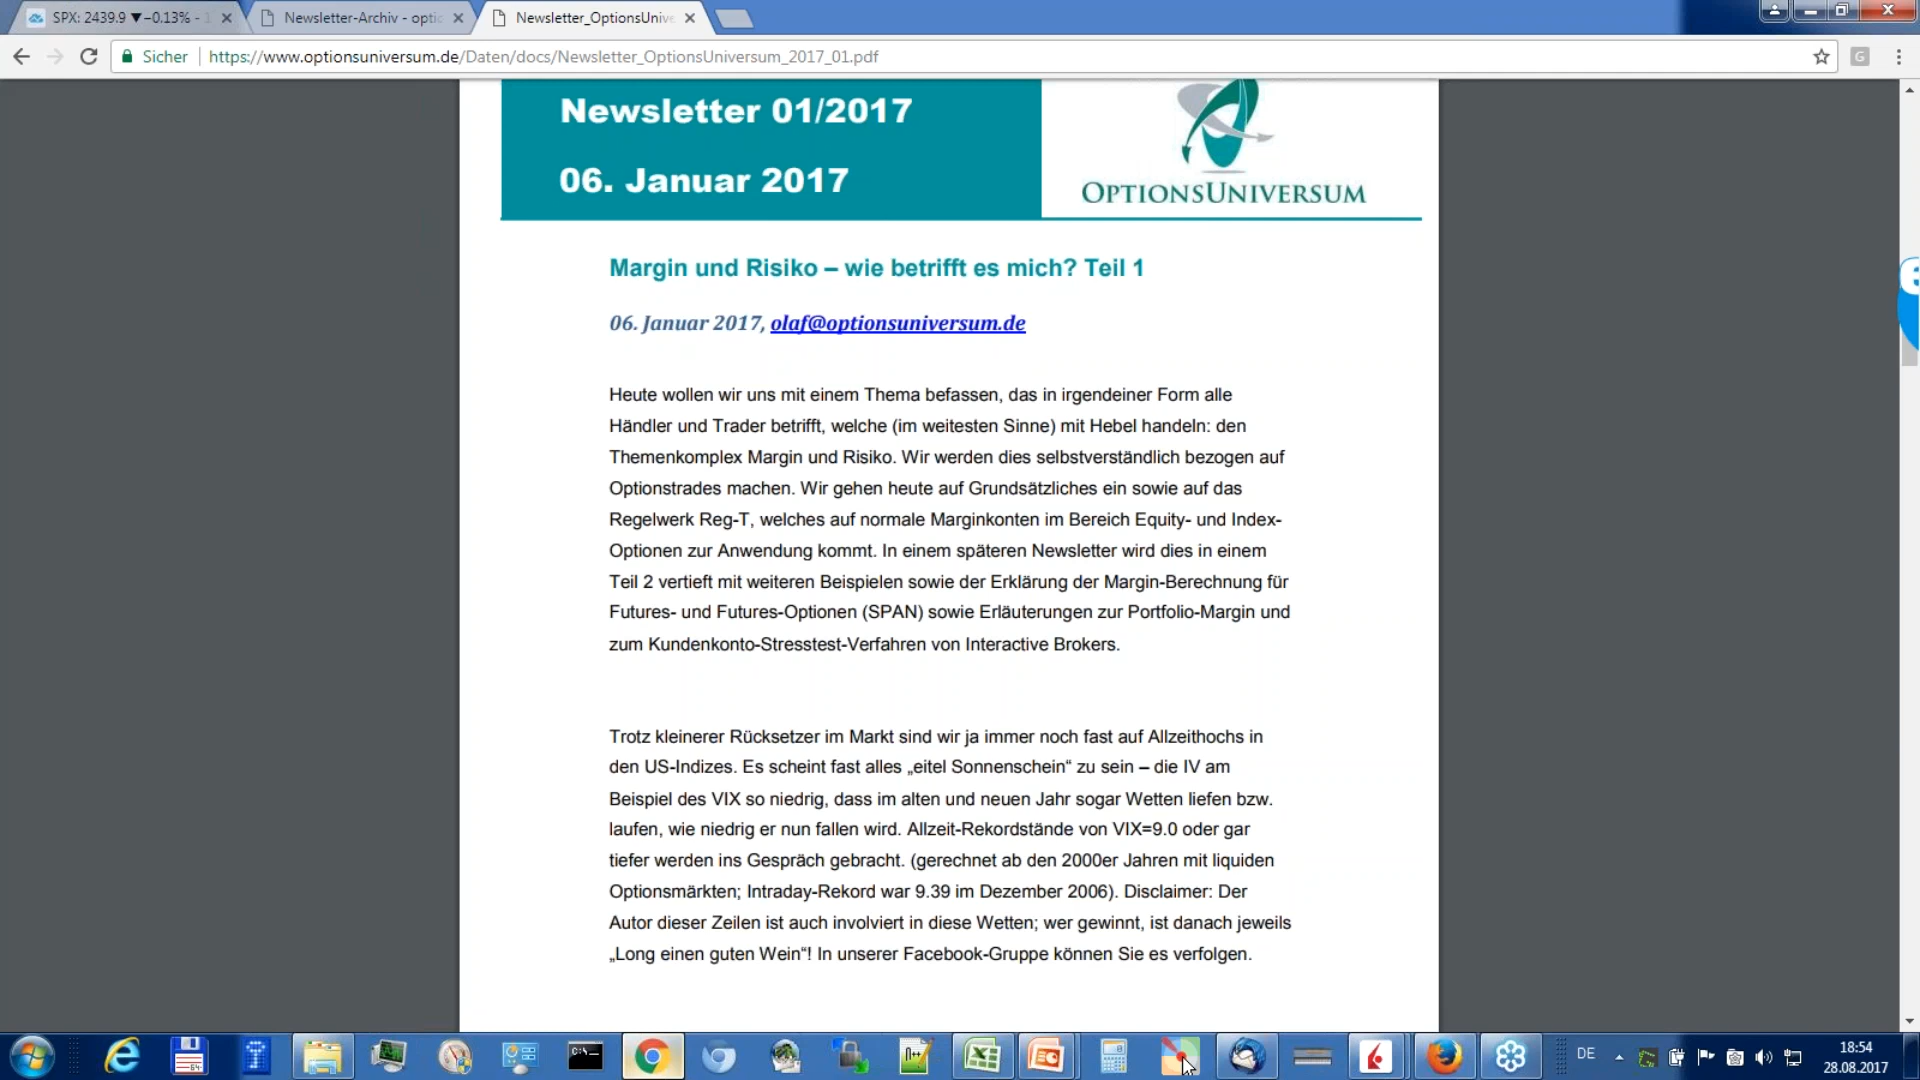 SPX: 2439.9 ▼−0.13% - 1
Newsletter-Archiv - optio
Newsletter_OptionsUnive
Sicher
https://www.optionsuniversum.de/Daten/docs/Newsletter_OptionsUniversum_2017_01.pdf
Newsletter 01/2017
06. Januar 2017
OPTIONSUNIVERSUM
Margin und Risiko – wie betrifft es mich? Teil 1
06. Januar 2017, olaf@optionsuniversum.de
Heute wollen wir uns mit einem Thema befassen, das in irgendeiner Form alle
Händler und Trader betrifft, welche (im weitesten Sinne) mit Hebel handeln: den
Themenkomplex Margin und Risiko. Wir werden dies selbstverständlich bezogen auf
Optionstrades machen. Wir gehen heute auf Grundsätzliches ein sowie auf das
Regelwerk Reg-T, welches auf normale Marginkonten im Bereich Equity- und Index-
Optionen zur Anwendung kommt. In einem späteren Newsletter wird dies in einem
Teil 2 vertieft mit weiteren Beispielen sowie der Erklärung der Margin-Berechnung für
Futures- und Futures-Optionen (SPAN) sowie Erläuterungen zur Portfolio-Margin und
zum Kundenkonto-Stresstest-Verfahren von Interactive Brokers.
Trotz kleinerer Rücksetzer im Markt sind wir ja immer noch fast auf Allzeithochs in
den US-Indizes. Es scheint fast alles „eitel Sonnenschein“ zu sein – die IV am
Beispiel des VIX so niedrig, dass im alten und neuen Jahr sogar Wetten liefen bzw.
laufen, wie niedrig er nun fallen wird. Allzeit-Rekordstände von VIX=9.0 oder gar
tiefer werden ins Gespräch gebracht. (gerechnet ab den 2000er Jahren mit liquiden
Optionsmärkten; Intraday-Rekord war 9.39 im Dezember 2006). Disclaimer: Der
Autor dieser Zeilen ist auch involviert in diese Wetten; wer gewinnt, ist danach jeweils
„Long einen guten Wein“! In unserer Facebook-Gruppe können Sie es verfolgen.
DE
18:54
28.08.2017